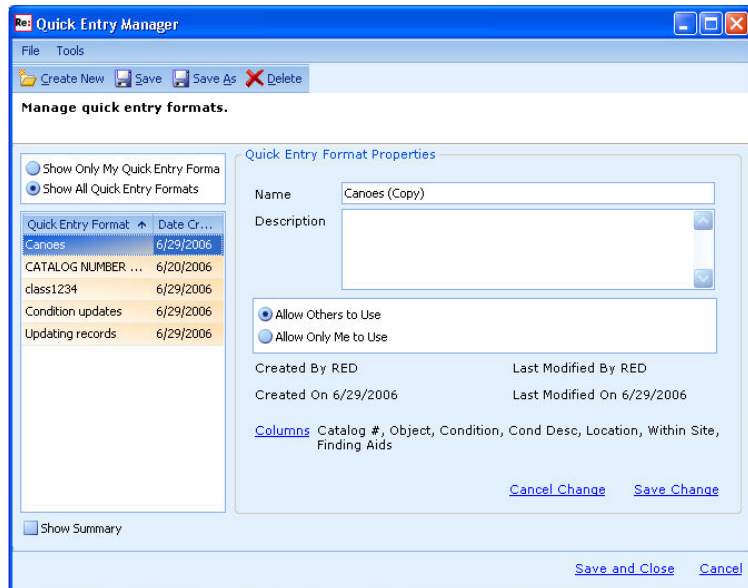 Re: Quick Entry Manager
File Tools
Create New Save Save As Delete
Manage quick entry formats.
Show Only My Quick Entry Forma
Show All Quick Entry Formats
Quick Entry Format Date Cr...
Canoes 6/29/2006
CATALOG NUMBER ... 6/20/2006
class1234 6/29/2006
Condition updates 6/29/2006
Updating records 6/29/2006
Show Summary
Quick Entry Format Properties
Name Canoes (Copy)
Description
Allow Others to Use
Allow Only Me to Use
Created By RED Last Modified By RED
Created On 6/29/2006 Last Modified On 6/29/2006
Columns Catalog #, Object, Condition, Cond Desc, Location, Within Site,
Finding Aids
Cancel Change Save Change
Save and Close Cancel